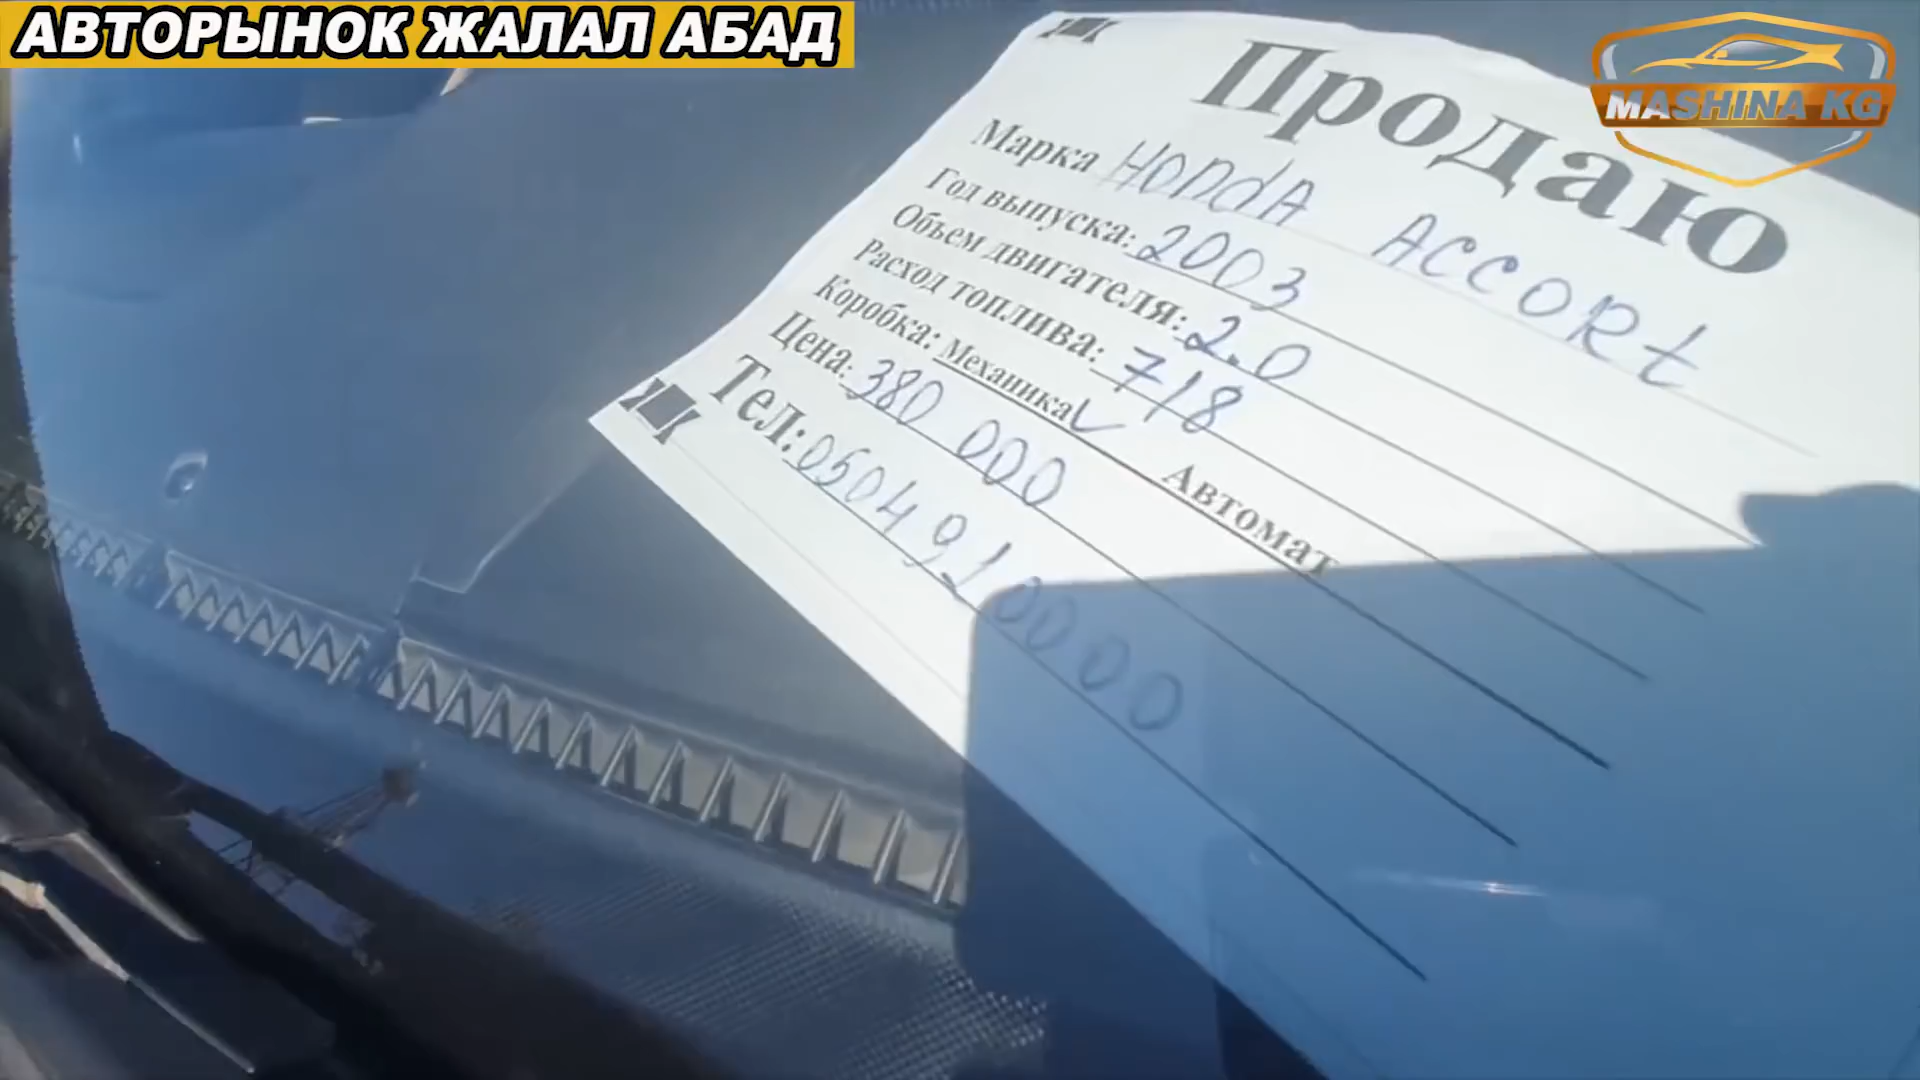 АВТОРЫНОК ЖАЛАЛ АБАД
MASHINA KG
Продаю
Марка HONDA ACCORt
Год выпуска: 2003
Объем двигателя: 2.0
Расход топлива: 7/8
Коробка: Механика ✓ Автомат
Цена: 380 000
Тел: 0504910000